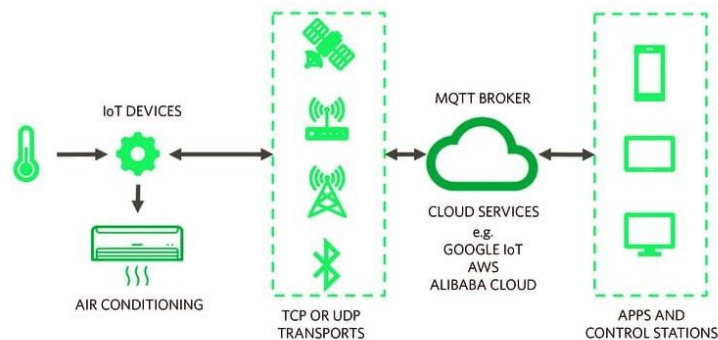 IoT DEVICES
AIR CONDITIONING
TCP OR UDP
TRANSPORTS
MQTT BROKER
CLOUD SERVICES
e.g.
GOOGLE IoT
AWS
ALIBABA CLOUD
APPS AND
CONTROL STATIONS